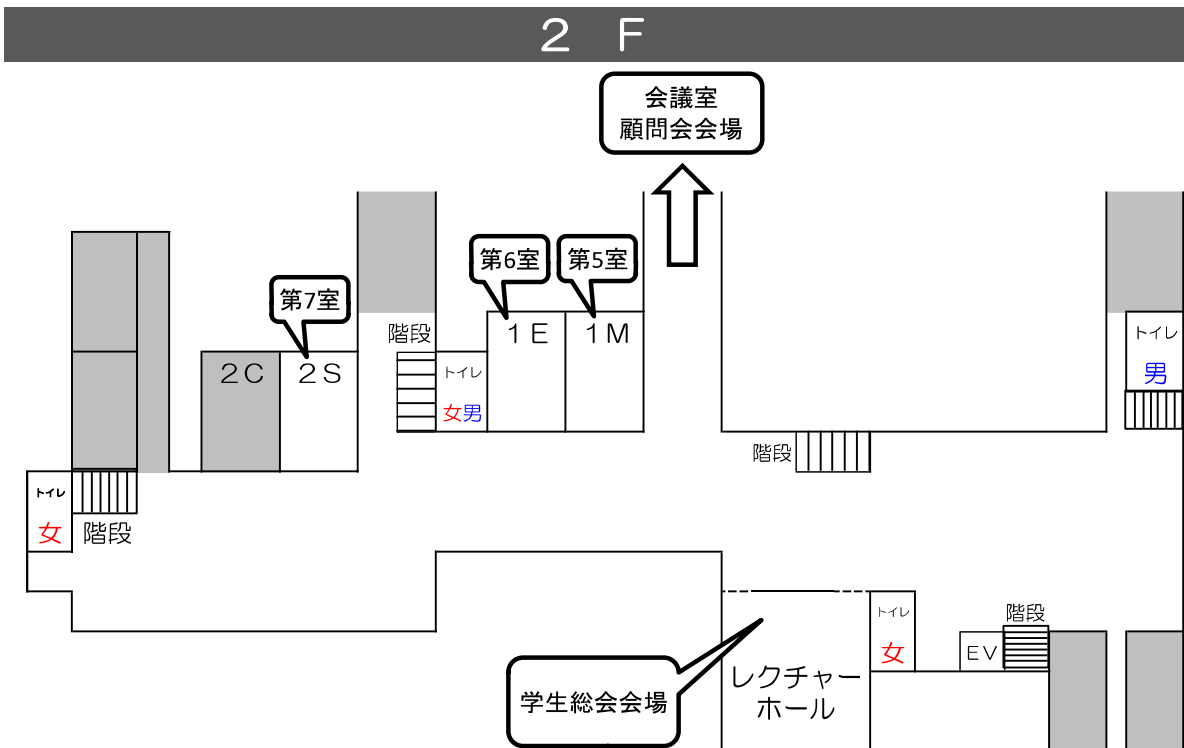 ２　Ｆ
会議室
顧問会会場
第6室
第5室
第7室
階段
１Ｅ
１Ｍ
トイレ
男
２Ｃ
２Ｓ
トイレ
女男
階段
トイレ
女
階段
階段
トイレ
女
ＥＶ
レクチャー
ホール
学生総会会場